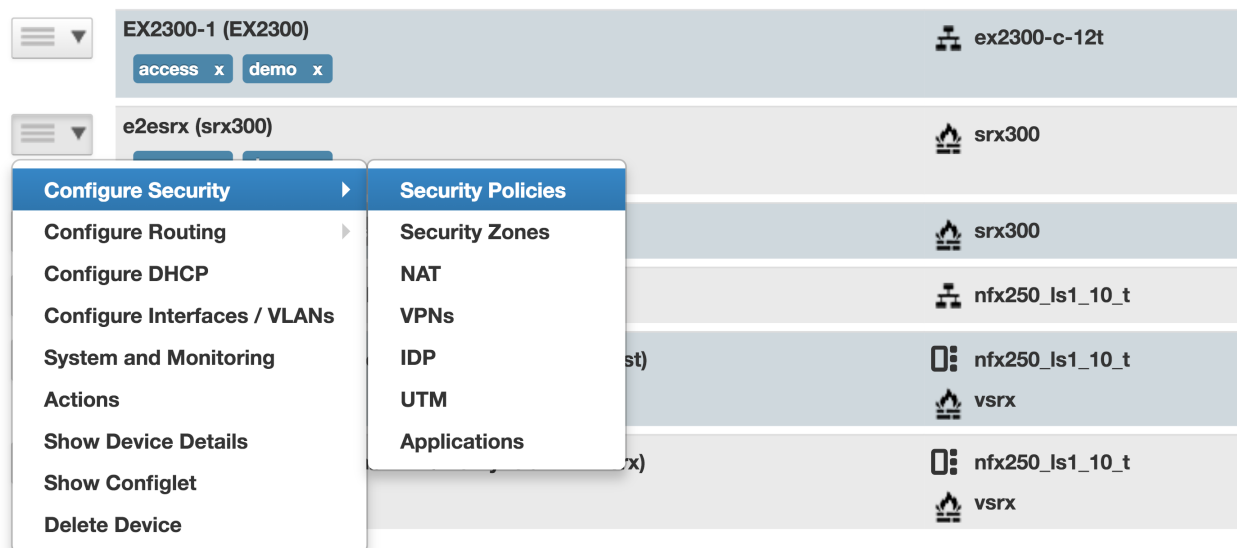 EX2300-1 (EX2300)
access x demo x
ex2300-c-12t
e2esrx (srx300)
srx300
Configure Security
Configure Routing
Configure DHCP
Configure Interfaces / VLANs
System and Monitoring
Actions
Show Device Details
Show Configlet
Delete Device
Security Policies
Security Zones
NAT
VPNs
IDP
UTM
Applications
srx300
nfx250_ls1_10_t
st)
nfx250_ls1_10_t
vsrx
rx)
nfx250_ls1_10_t
vsrx